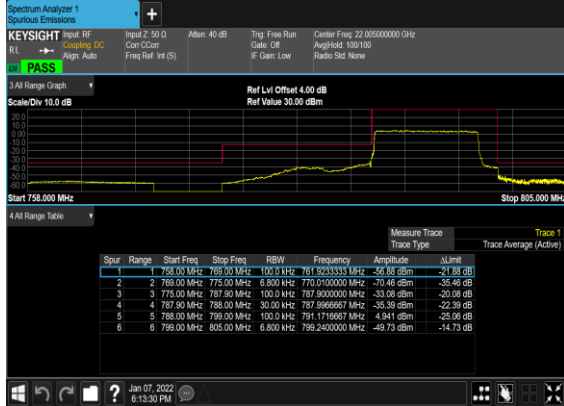 Spectrum Analyzer 1
Spurious Emissions
KEYSIGHT
RL
PASS
Input: RF
Coupling: DC
Align: Auto
Input Z: 50 Ω
Corr CCorr
Freq Ref: Int (S)
Atten: 40 dB
Trig: Free Run
Gate: Off
IF Gain: Low
Center Freq: 22.005000000 GHz
Avg|Hold: 100/100
Radio Std: None
3 All Range Graph
Scale/Div 10.0 dB
Ref Lvl Offset 4.00 dB
Ref Value 30.00 dBm
20.0
10.0
0.00
-10.0
-20.0
-30.0
-40.0
-50.0
-60.0
Start 758.000 MHz
Stop 805.000 MHz
4 All Range Table
Measure Trace Trace 1
Trace Type Trace Average (Active)
Spur Range Start Freq Stop Freq RBW Frequency Amplitude ΔLimit
1 1 758.00 MHz 769.00 MHz 100.0 kHz 761.9233333 MHz -56.88 dBm -21.88 dB
2 2 769.00 MHz 775.00 MHz 6.800 kHz 770.0100000 MHz -70.46 dBm -35.46 dB
3 3 775.00 MHz 787.90 MHz 100.0 kHz 787.9000000 MHz -33.08 dBm -20.08 dB
4 4 787.90 MHz 788.00 MHz 30.00 kHz 787.9966667 MHz -35.39 dBm -22.39 dB
5 5 788.00 MHz 799.00 MHz 100.0 kHz 791.1716667 MHz 4.941 dBm -25.06 dB
6 6 799.00 MHz 805.00 MHz 6.800 kHz 799.2400000 MHz -49.73 dBm -14.73 dB
?
Jan 07, 2022
6:13:30 PM